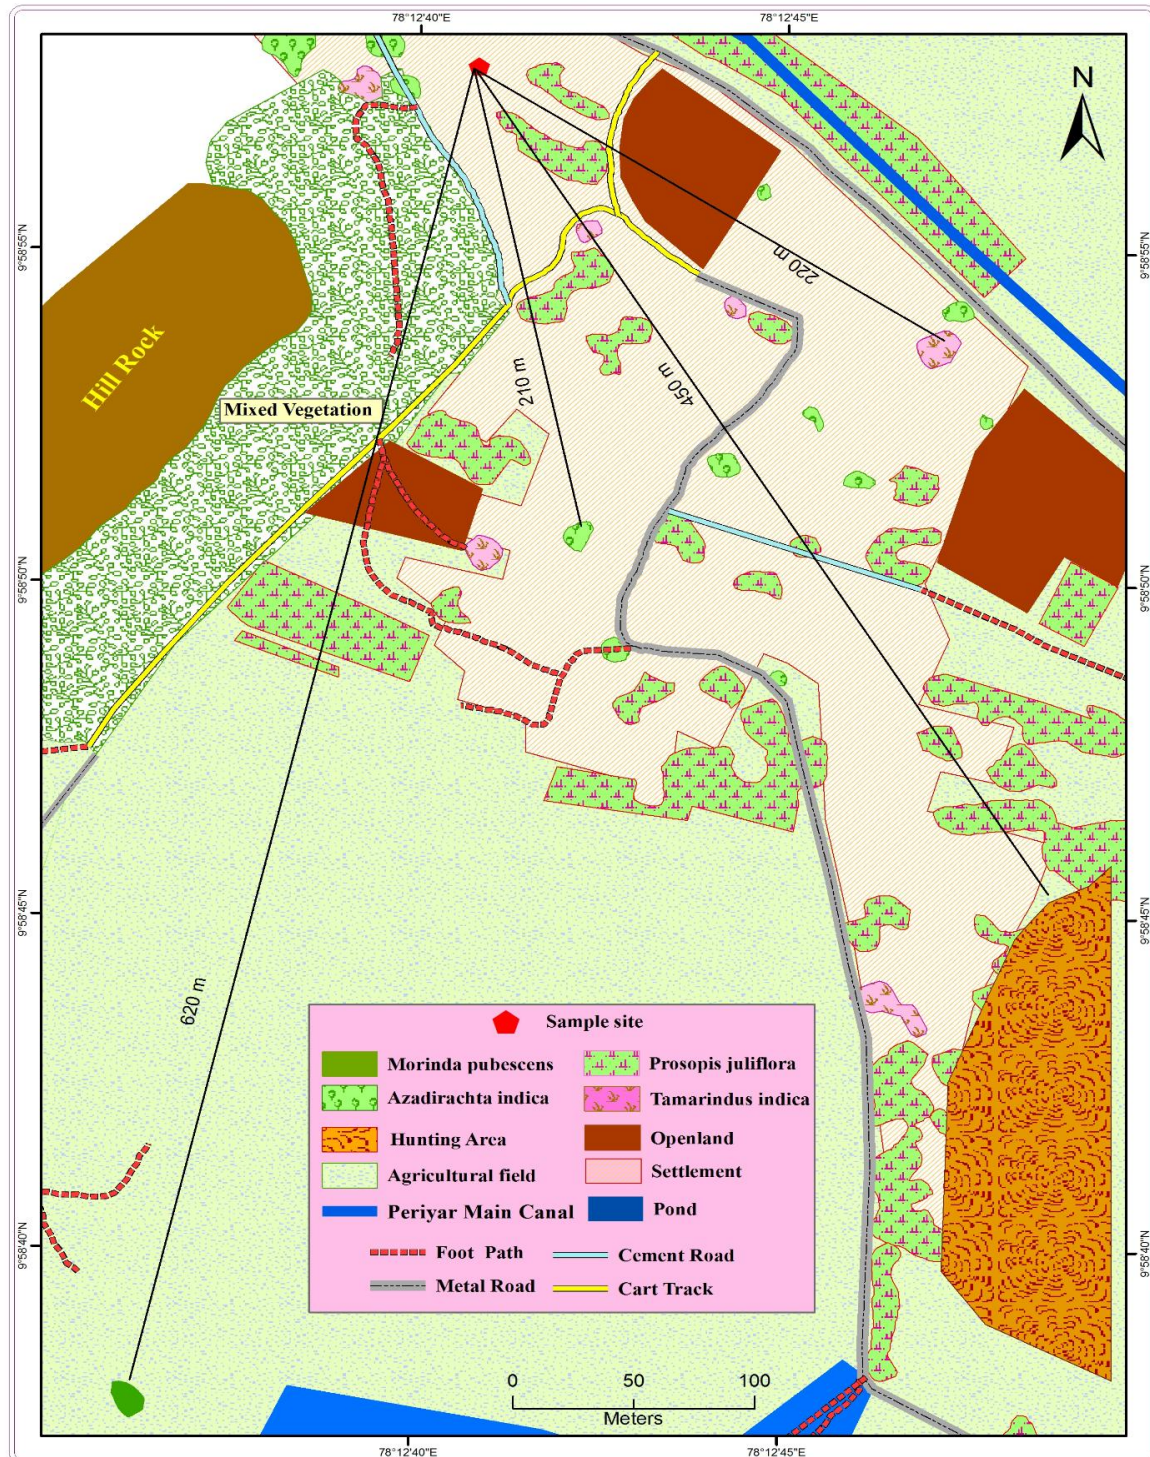 78°12'40"E
78°12'45"E
N
9°58'55"N
9°58'55"N
Hill Rock
Mixed Vegetation
220 m
210 m
450 m
9°58'50"N
9°58'50"N
9°58'45"N
9°58'45"N
620 m
Sample site
Morinda pubescens
Prosopis juliflora
Azadirachta indica
Tamarindus indica
Hunting Area
Openland
Agricultural field
Settlement
Periyar Main Canal
Pond
Foot Path
Cement Road
Metal Road
Cart Track
9°58'40"N
9°58'40"N
0 50 100
Meters
78°12'40"E
78°12'45"E